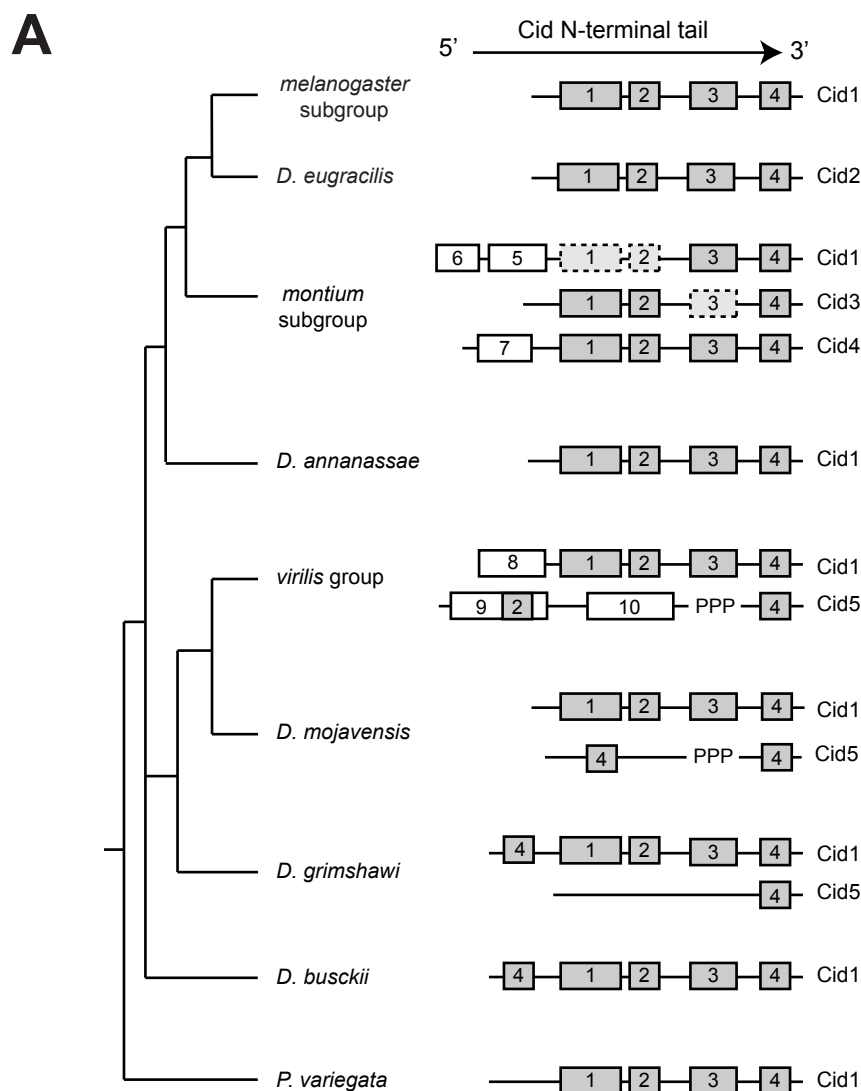 A
Cid N-terminal tail
5’ 3’
melanogaster
subgroup
1 2 3 4 Cid1
D. eugracilis 1 2 3 4 Cid2
6 5 1 2 3 4 Cid1
montium
subgroup
1 2 3 4 Cid3
7 1 2 3 4 Cid4
D. annanassae 1 2 3 4 Cid1
virilis group
8 1 2 3 4 Cid1
9 2 10 PPP 4 Cid5
D. mojavensis
1 2 3 4 Cid1
4 PPP 4 Cid5
D. grimshawi
4 1 2 3 4 Cid1
4 Cid5
D. busckii 4 1 2 3 4 Cid1
P. variegata 1 2 3 4 Cid1